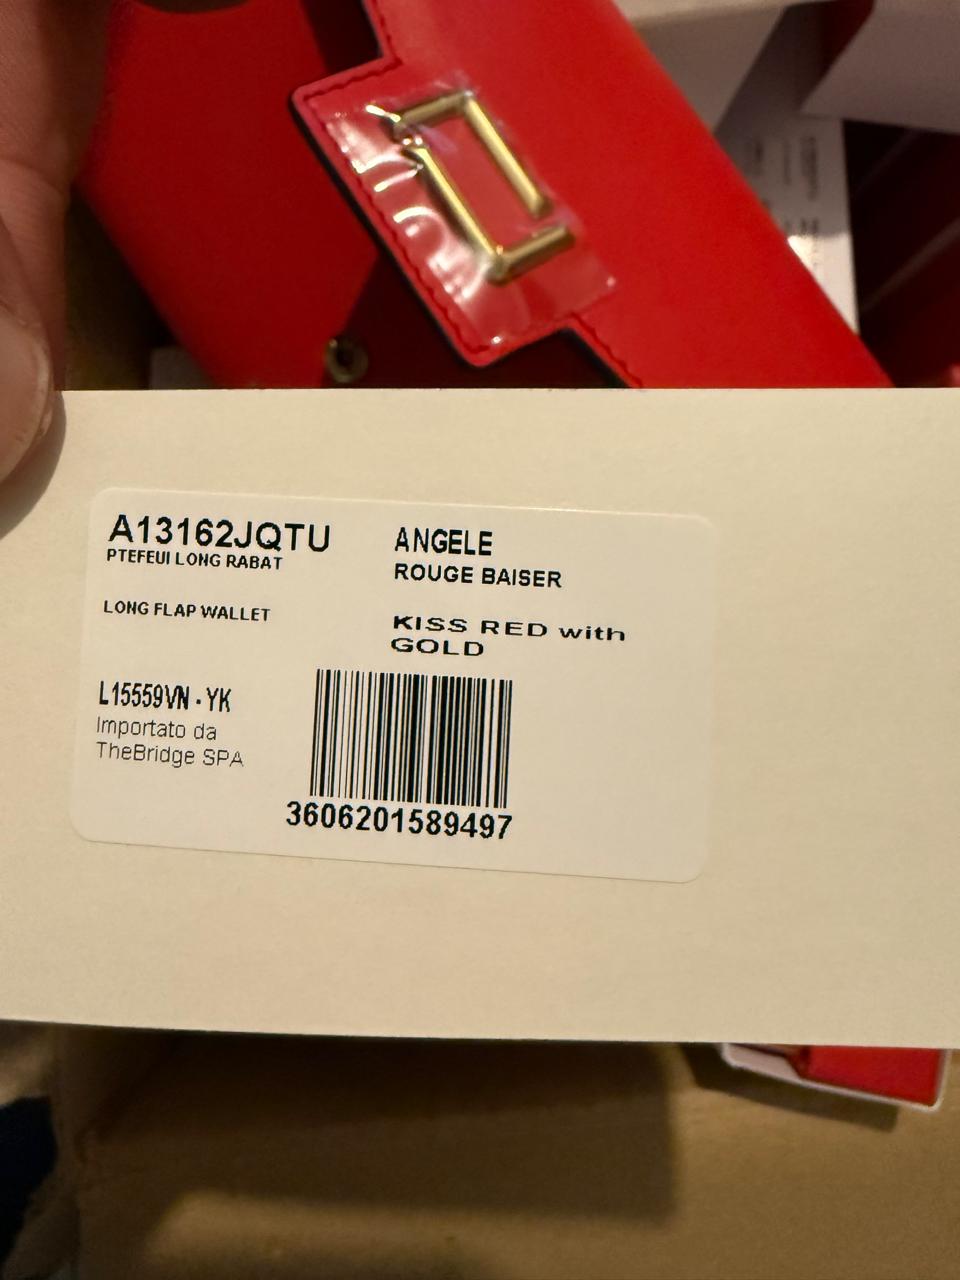 A13162JQTU
PTEFEUI LONG RABAT
LONG FLAP WALLET
ANGELE
ROUGE BAISER
KISS RED with
GOLD
L15559VN - YK
Importato da
TheBridge SPA
3606201589497